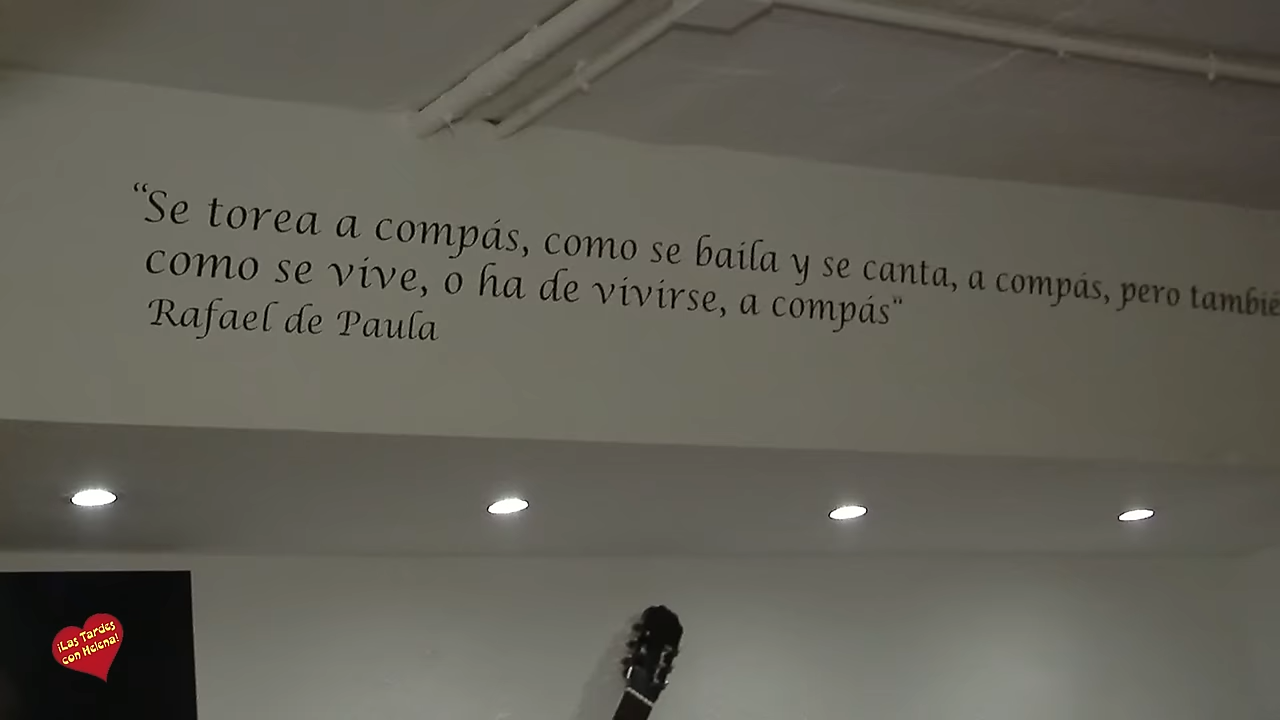 “Se torea a compás, como se baila y se canta, a compás, pero tambié
como se vive, o ha de vivirse, a compás"
Rafael de Paula
¡Las Tardes
con Helena!